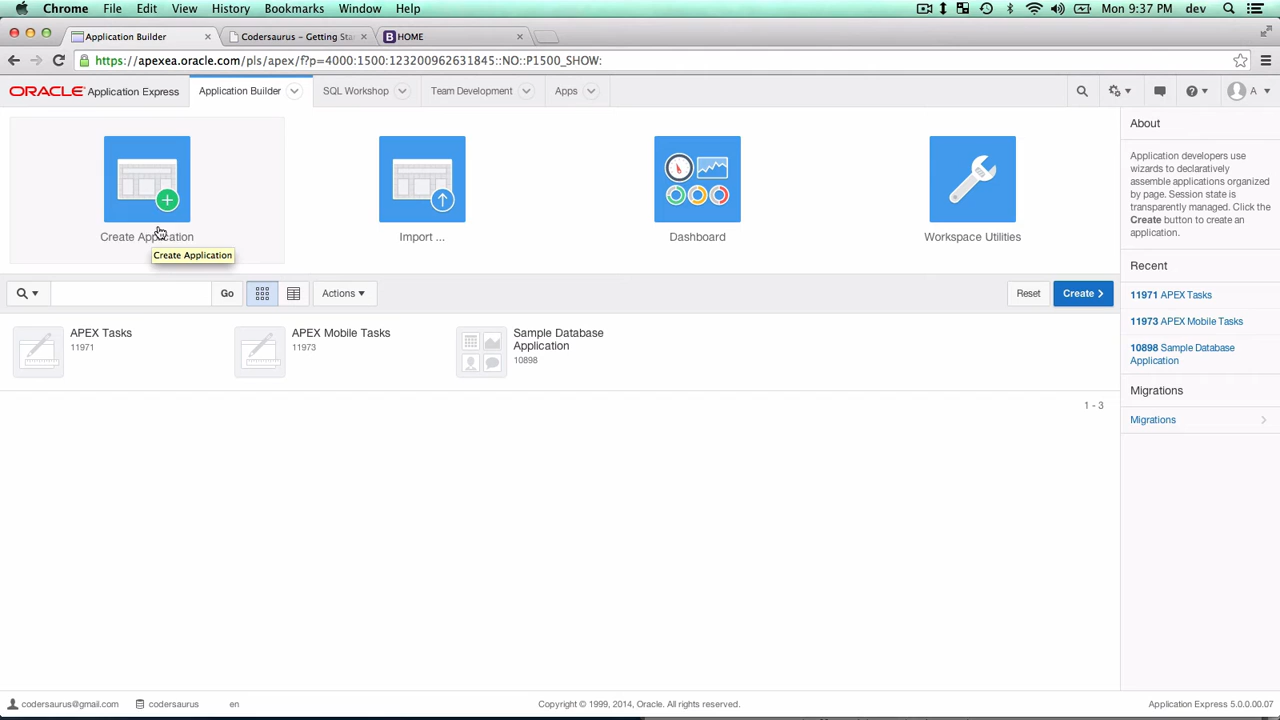 Chrome File Edit View History Bookmarks Window Help Mon 9:37 PM dev
Application Builder Codersaurus - Getting Sta HOME
https://apexea.oracle.com/pls/apex/f?p=4000:1500:123200962631845::NO::P1500_SHOW:
ORACLE Application Express Application Builder SQL Workshop Team Development Apps A
Create Application
Import ...
Dashboard
Workspace Utilities
Create Application
Go Actions Reset Create
APEX Tasks
11971
APEX Mobile Tasks
11973
Sample Database
Application
10898
1 - 3
About
Application developers use
wizards to declaratively
assemble applications organized
by page. Session state is
transparently managed. Click the
Create button to create an
application.
Recent
11971 APEX Tasks
11973 APEX Mobile Tasks
10898 Sample Database
Application
Migrations
Migrations
codersaurus@gmail.com codersaurus en Copyright © 1999, 2014, Oracle. All rights reserved. Application Express 5.0.0.00.07